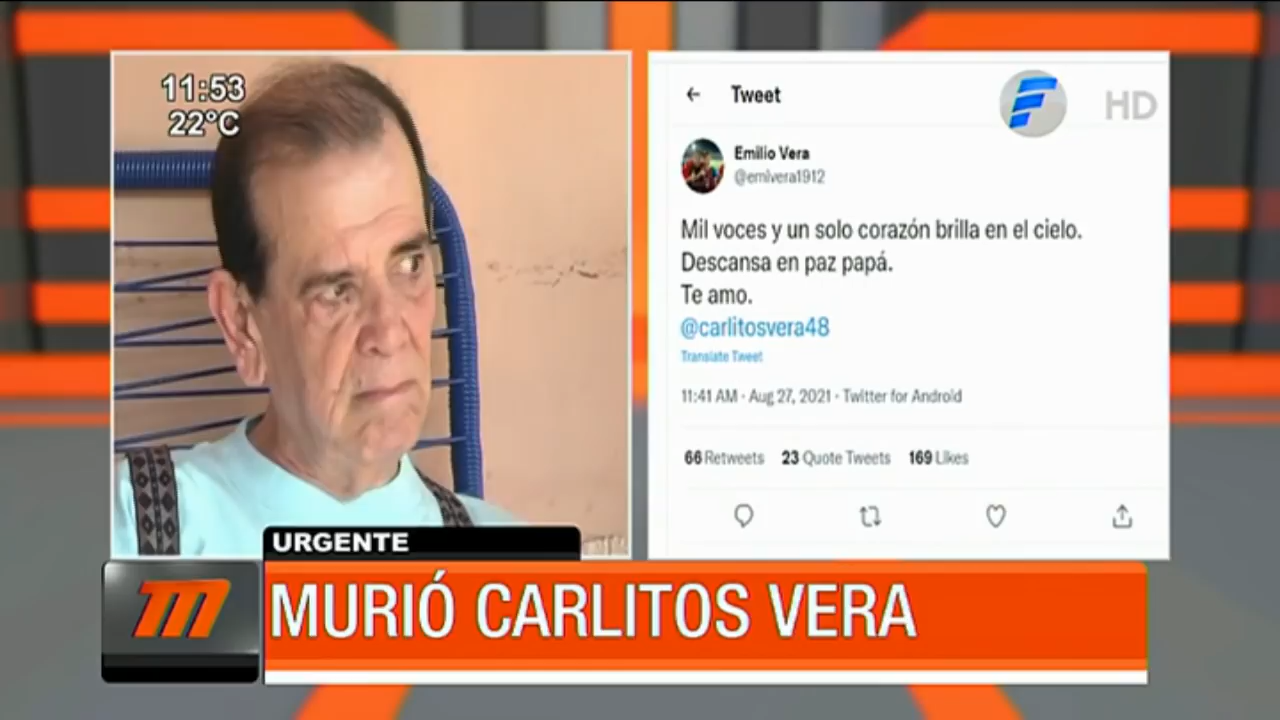 11:53
22°C
Tweet
HD
Emilio Vera
@emivera1912
Mil voces y un solo corazón brilla en el cielo.
Descansa en paz papá.
Te amo.
@carlitosvera48
Translate Tweet
11:41 AM · Aug 27, 2021 · Twitter for Android
66 Retweets 23 Quote Tweets 169 Likes
URGENTE
m
MURIÓ CARLITOS VERA